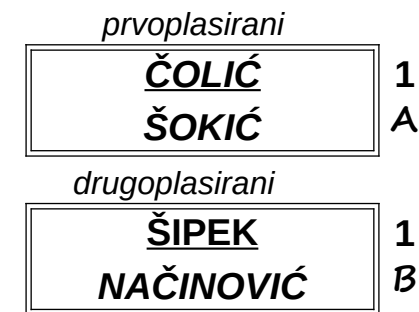 prvoplasirani
ČOLIĆ 1
ŠOKIĆ A
drugoplasirani
ŠIPEK 1
NAČINOVIĆ B